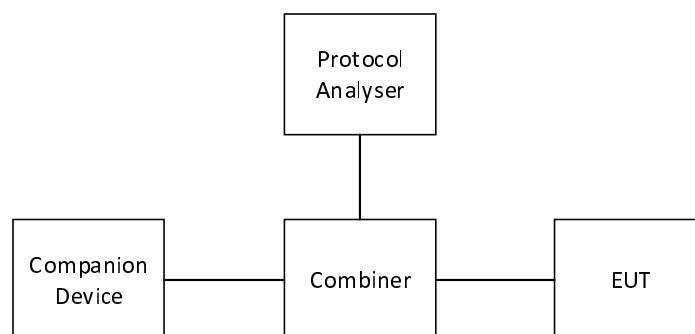 Protocol
Analyser
Companion
Device
Combiner
EUT